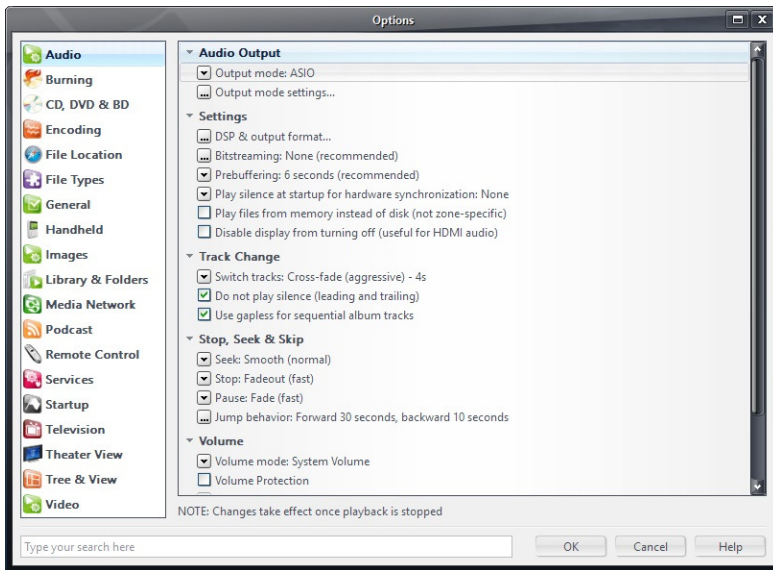 Options
Audio
Burning
CD, DVD & BD
Encoding
File Location
File Types
General
Handheld
Images
Library & Folders
Media Network
Podcast
Remote Control
Services
Startup
Television
Theater View
Tree & View
Video
Audio Output
Output mode: ASIO
Output mode settings...
Settings
DSP & output format...
Bitstreaming: None (recommended)
Prebuffering: 6 seconds (recommended)
Play silence at startup for hardware synchronization: None
Play files from memory instead of disk (not zone-specific)
Disable display from turning off (useful for HDMI audio)
Track Change
Switch tracks: Cross-fade (aggressive) - 4s
Do not play silence (leading and trailing)
Use gapless for sequential album tracks
Stop, Seek & Skip
Seek: Smooth (normal)
Stop: Fadeout (fast)
Pause: Fade (fast)
Jump behavior: Forward 30 seconds, backward 10 seconds
Volume
Volume mode: System Volume
Volume Protection
NOTE: Changes take effect once playback is stopped
Type your search here
OK
Cancel
Help